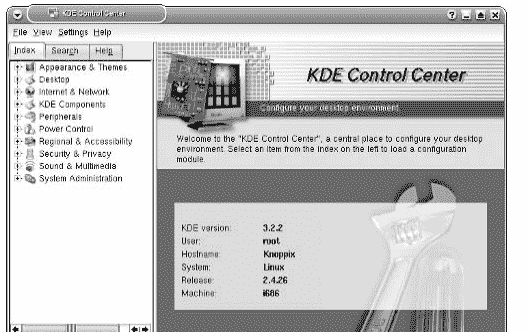 KDE Control Center
File View Settings Help
Index Search Help
Appearance & Themes
Desktop
Internet & Network
KDE Components
Peripherals
Power Control
Regional & Accessibility
Security & Privacy
Sound & Multimedia
System Administration
KDE Control Center
Configure your desktop environment.
Welcome to the "KDE Control Center", a central place to configure your desktop
environment. Select an item from the index on the left to load a configuration
module.
KDE version: 3.2.2
User: root
Hostname: Knoppix
System: Linux
Release: 2.4.26
Machine: i686